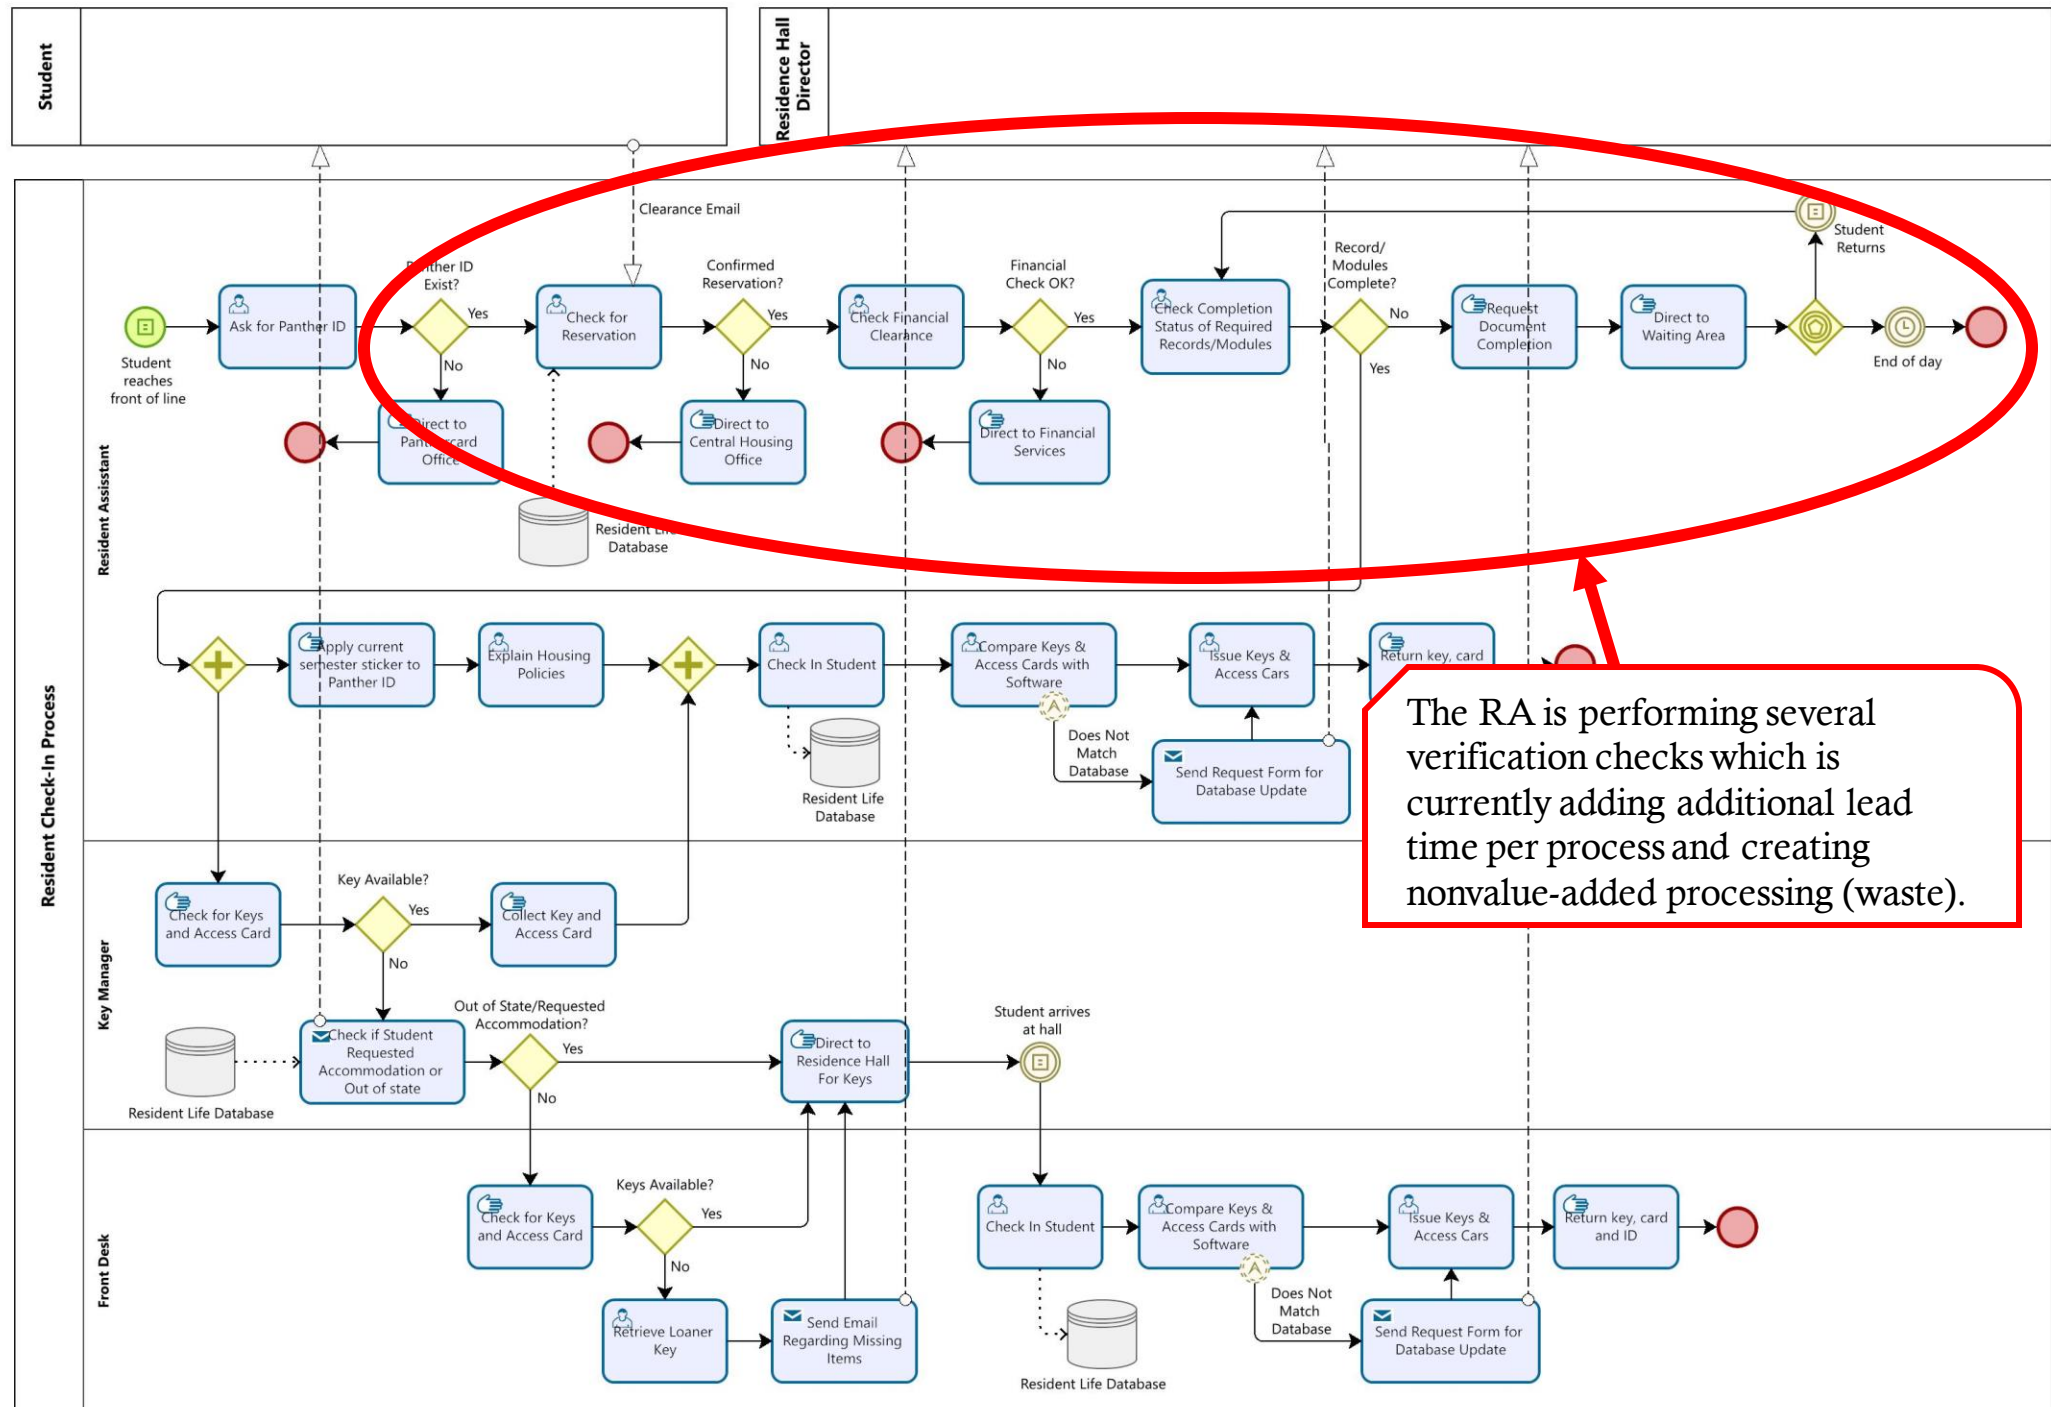 Student
Residence Hall
Director
Resident Check-In Process
Resident Assisstant
Key Manager
Front Desk
Clearance Email
Student
reaches
front of line
Ask for Panther ID
Panther ID
Exist?
Yes
No
Direct to
Panthercard
Office
Check for
Reservation
Resident Life
Database
Confirmed
Reservation?
Yes
No
Direct to
Central Housing
Office
Check Financial
Clearance
Financial
Check OK?
Yes
No
Direct to Financial
Services
Check Completion
Status of Required
Records/Modules
Record/
Modules
Complete?
No
Yes
Request
Document
Completion
Direct to
Waiting Area
Student
Returns
End of day
Apply current
semester sticker to
Panther ID
Explain Housing
Policies
Check In Student
Resident Life
Database
Compare Keys &
Access Cards with
Software
Does Not
Match
Database
Send Request Form for
Database Update
Issue Keys &
Access Cars
Return key, card
The RA is performing several
verification checks which is
currently adding additional lead
time per process and creating
nonvalue-added processing (waste).
Check for Keys
and Access Card
Key Available?
Yes
No
Collect Key and
Access Card
Resident Life Database
Check if Student
Requested
Accommodation or
Out of state
Out of State/Requested
Accommodation?
Yes
No
Direct to
Residence Hall
For Keys
Student arrives
at hall
Check for Keys
and Access Card
Keys Available?
Yes
No
Retrieve Loaner
Key
Send Email
Regarding Missing
Items
Check In Student
Resident Life Database
Compare Keys &
Access Cards with
Software
Does Not
Match
Database
Send Request Form for
Database Update
Issue Keys &
Access Cars
Return key, card
and ID